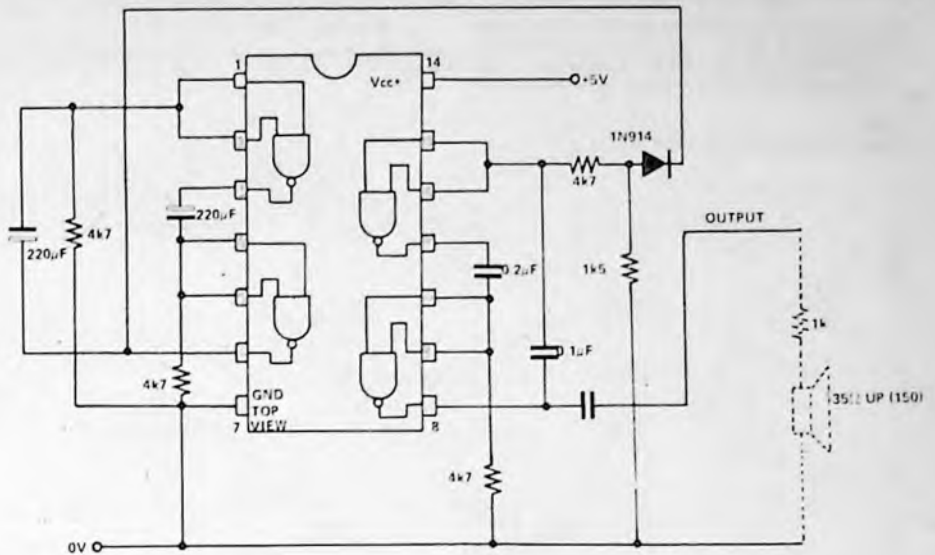 1
14
Vcc+
+5V
1N914
4k7
220µF
OUTPUT
4k7
220µF
0.2µF
1k5
1k
0.1µF
4k7
GND
TOP
VIEW
35Ω UP (150)
7
8
4k7
0V